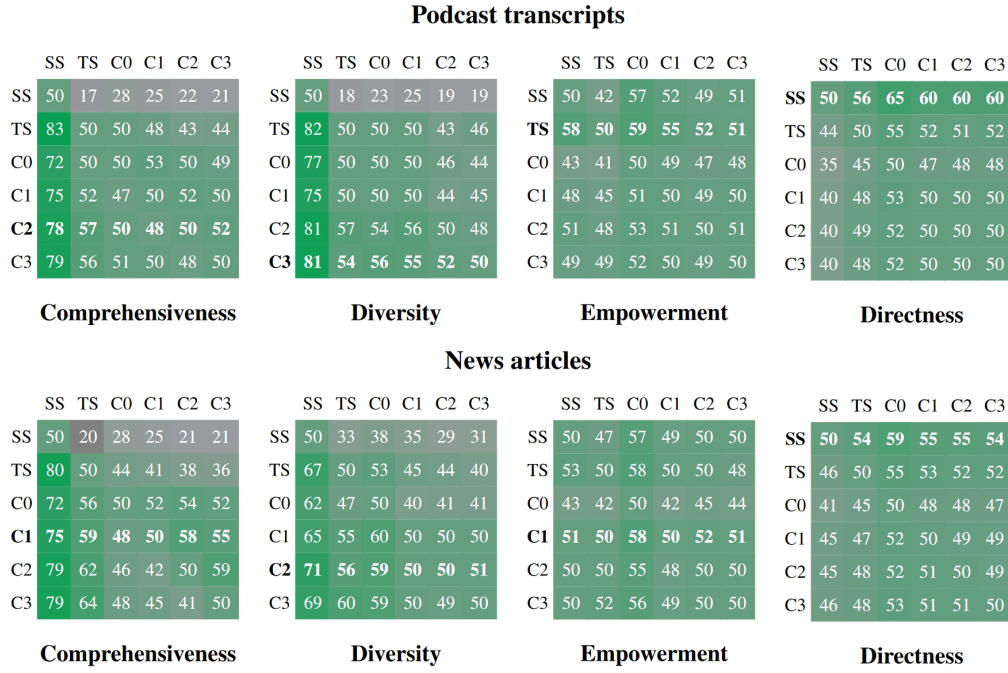 Podcast transcripts
SS TS C0 C1 C2 C3 SS TS C0 C1 C2 C3 SS TS C0 C1 C2 C3 SS TS C0 C1 C2 C3
SS 50 17 28 25 22 21 SS 50 18 23 25 19 19 SS 50 42 57 52 49 51 SS 50 56 65 60 60 60
TS 83 50 50 48 43 44 TS 82 50 50 50 43 46 TS 58 50 59 55 52 51 TS 44 50 55 52 51 52
C0 72 50 50 53 50 49 C0 77 50 50 50 46 44 C0 43 41 50 49 47 48 C0 35 45 50 47 48 48
C1 75 52 47 50 52 50 C1 75 50 50 50 44 45 C1 48 45 51 50 49 50 C1 40 48 53 50 50 50
C2 78 57 50 48 50 52 C2 81 57 54 56 50 48 C2 51 48 53 51 50 51 C2 40 49 52 50 50 50
C3 79 56 51 50 48 50 C3 81 54 56 55 52 50 C3 49 49 52 50 49 50 C3 40 48 52 50 50 50
Comprehensiveness Diversity Empowerment Directness
News articles
SS TS C0 C1 C2 C3 SS TS C0 C1 C2 C3 SS TS C0 C1 C2 C3 SS TS C0 C1 C2 C3
SS 50 20 28 25 21 21 SS 50 33 38 35 29 31 SS 50 47 57 49 50 50 SS 50 54 59 55 55 54
TS 80 50 44 41 38 36 TS 67 50 53 45 44 40 TS 53 50 58 50 50 48 TS 46 50 55 53 52 52
C0 72 56 50 52 54 52 C0 62 47 50 40 41 41 C0 43 42 50 42 45 44 C0 41 45 50 48 48 47
C1 75 59 48 50 58 55 C1 65 55 60 50 50 50 C1 51 50 58 50 52 51 C1 45 47 52 50 49 49
C2 79 62 46 42 50 59 C2 71 56 59 50 50 51 C2 50 50 55 48 50 50 C2 45 48 52 51 50 49
C3 79 64 48 45 41 50 C3 69 60 59 50 49 50 C3 50 52 56 49 50 50 C3 46 48 53 51 51 50
Comprehensiveness Diversity Empowerment Directness